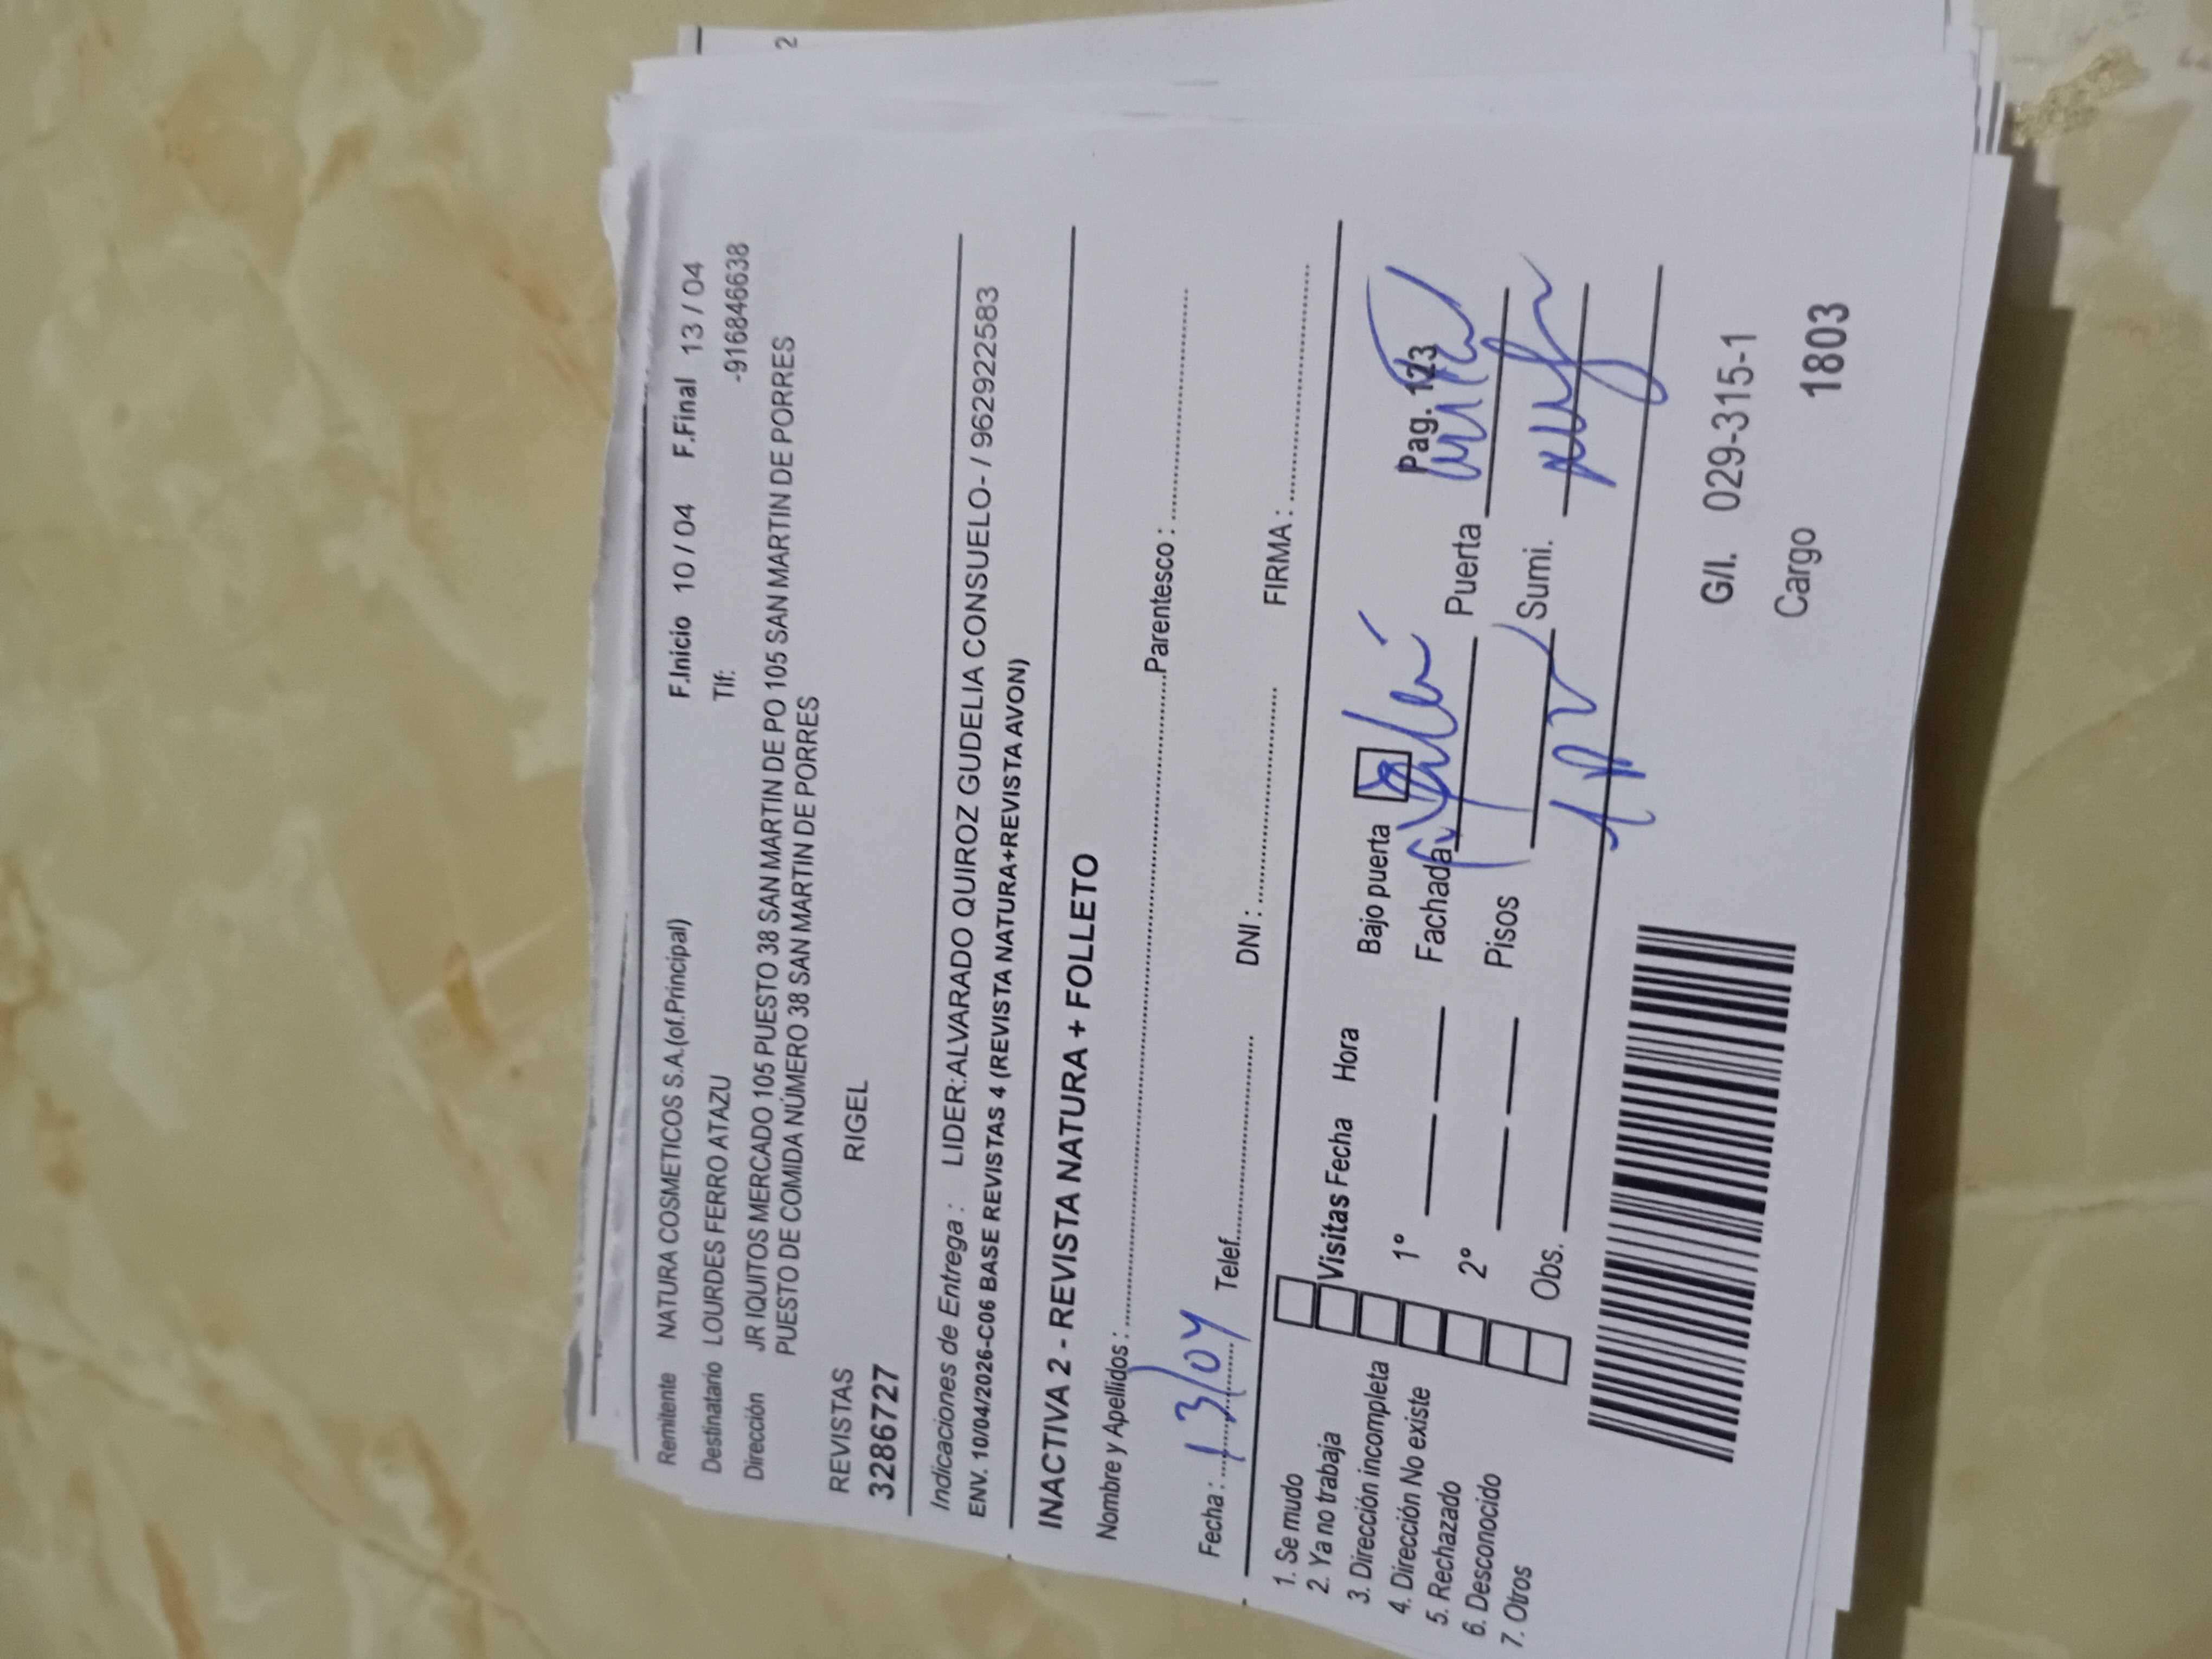 2
Remitente NATURA COSMETICOS S.A.(of.Principal) F.Inicio 10 / 04 F.Final 13 / 04
Destinatario LOURDES FERRO ATAZU Tlf: -916846638
Dirección JR IQUITOS MERCADO 105 PUESTO 38 SAN MARTIN DE PO 105 SAN MARTIN DE PORRES
PUESTO DE COMIDA NÚMERO 38 SAN MARTIN DE PORRES
REVISTAS RIGEL
3286727
Indicaciones de Entrega : LIDER:ALVARADO QUIROZ GUDELIA CONSUELO- / 962922583
ENV. 10/04/2026-C06 BASE REVISTAS 4 (REVISTA NATURA+REVISTA AVON)
INACTIVA 2 - REVISTA NATURA + FOLLETO
Nombre y Apellidos : Parentesco :
Fecha : 13/04 Telef. DNI : FIRMA :
1. Se mudo
2. Ya no trabaja
3. Dirección incompleta
4. Dirección No existe
5. Rechazado
6. Desconocido
7. Otros
Visitas Fecha Hora Bajo puerta Pag. 123
1° Fachada Puerta
2° Pisos Sumi.
Obs.
G/I. 029-315-1
Cargo 1803